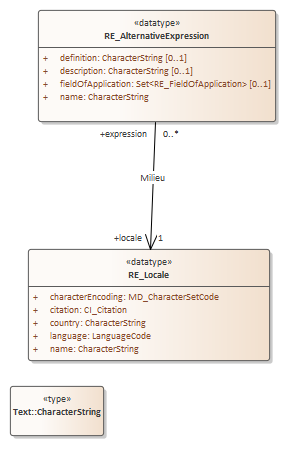 «datatype»
RE_AlternativeExpression
+ definition: CharacterString [0..1]
+ description: CharacterString [0..1]
+ fieldOfApplication: Set<RE_FieldOfApplication> [0..1]
+ name: CharacterString
+expression 0..*
Milieu
+locale 1
«datatype»
RE_Locale
+ characterEncoding: MD_CharacterSetCode
+ citation: CI_Citation
+ country: CharacterString
+ language: LanguageCode
+ name: CharacterString
«type»
Text::CharacterString